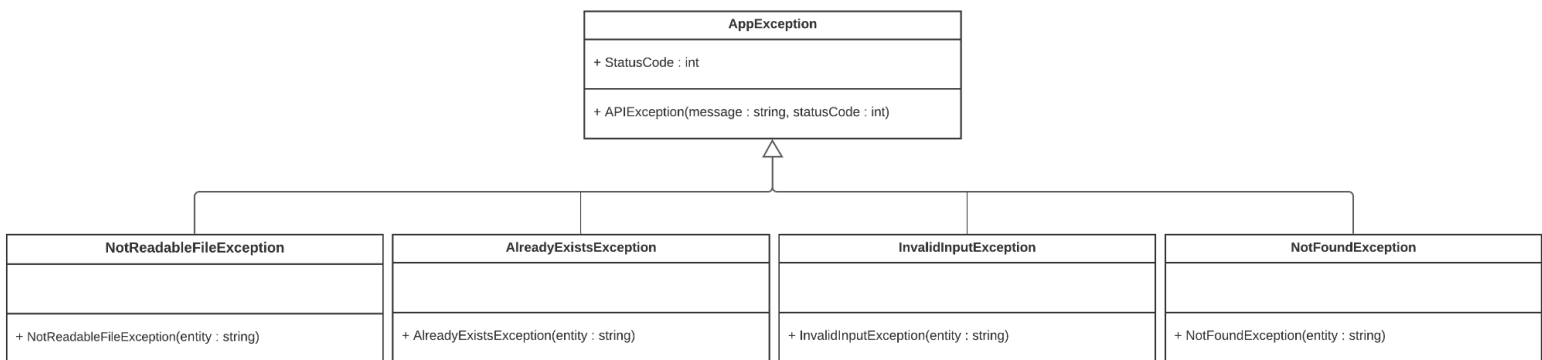 AppException
+ StatusCode : int
+ APIException(message : string, statusCode : int)
NotReadableFileException
+ NotReadableFileException(entity : string)
AlreadyExistsException
+ AlreadyExistsException(entity : string)
InvalidInputException
+ InvalidInputException(entity : string)
NotFoundException
+ NotFoundException(entity : string)